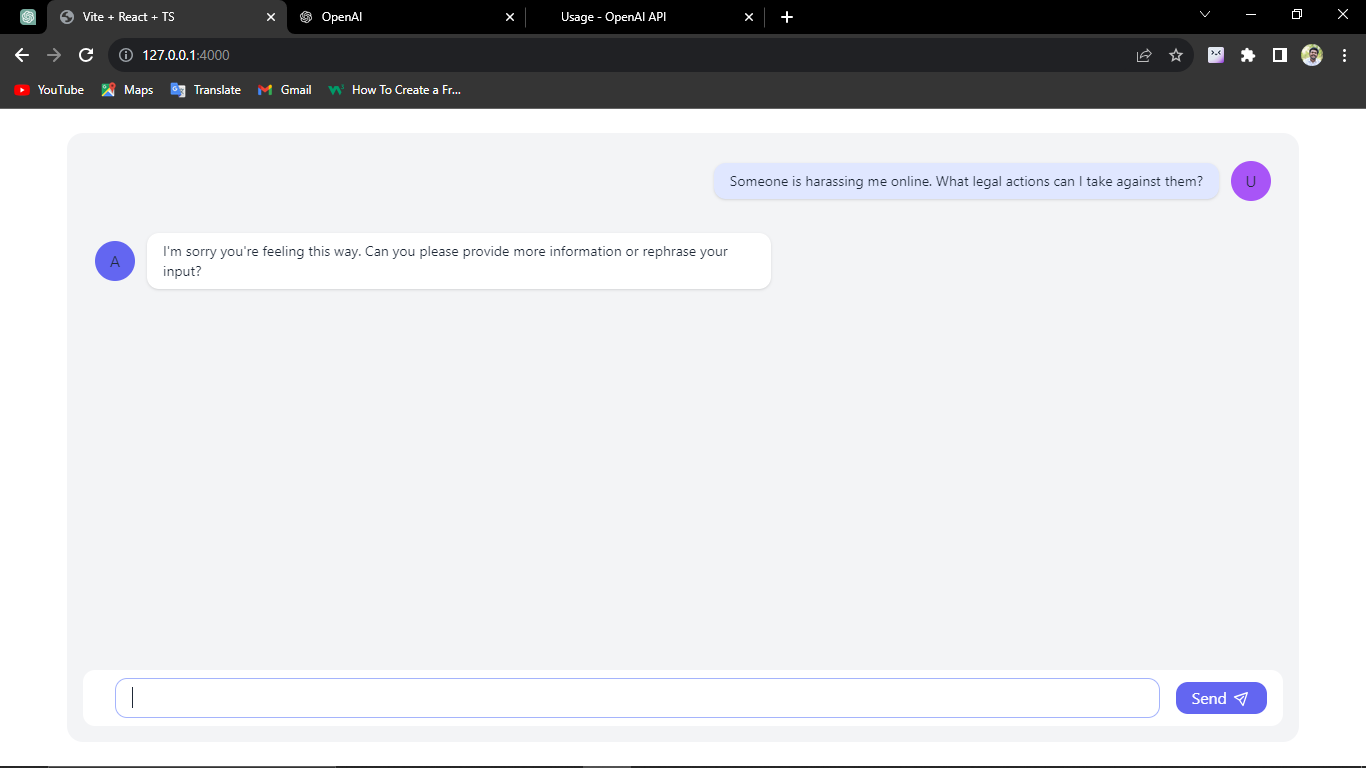 Vite + React + TS
OpenAI
Usage - OpenAI API
127.0.0.1:4000
YouTube
Maps
Translate
Gmail
How To Create a Fr...
Someone is harassing me online. What legal actions can I take against them?
U
A
I'm sorry you're feeling this way. Can you please provide more information or rephrase your
input?
Send